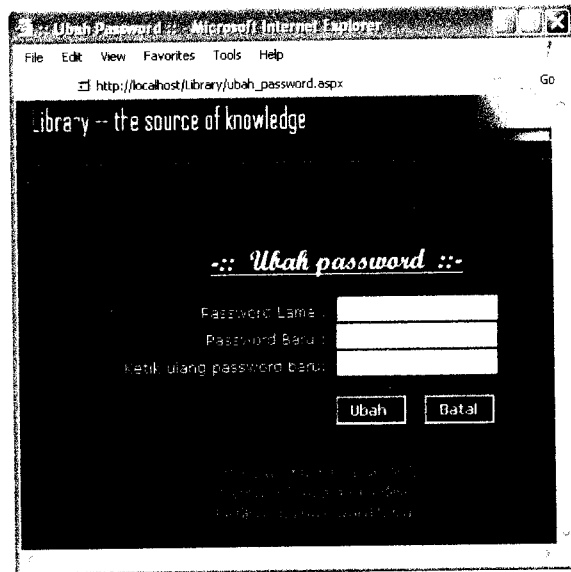 .:: Ubah Password ::. - Microsoft Internet Explorer
File Edit View Favorites Tools Help
http://localhost/Library/ubah_password.aspx Go
Library -- the source of knowledge
-:: Ubah password ::-
Password Lama :
Password Baru :
Ketik ulang password baru:
Ubah Batal